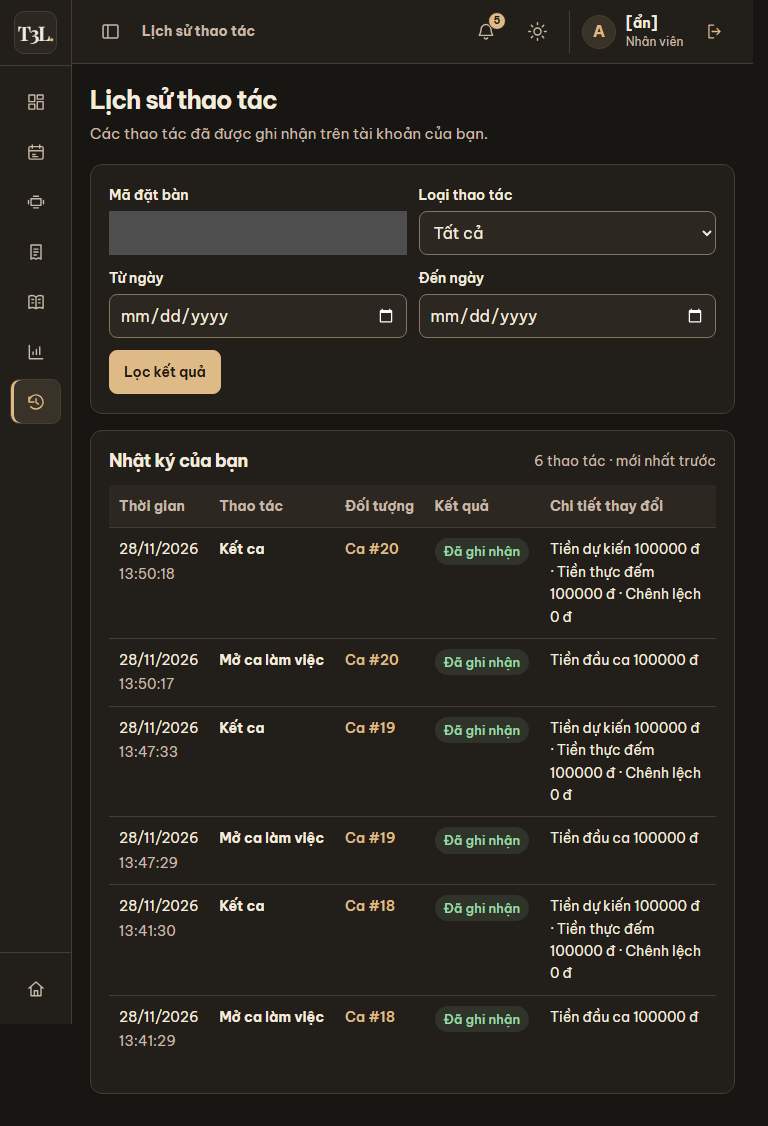 T3L.
Lịch sử thao tác
5
A
[ẩn]
Nhân viên
Lịch sử thao tác
Các thao tác đã được ghi nhận trên tài khoản của bạn.
Mã đặt bàn
Loại thao tác
Tất cả
Từ ngày
Đến ngày
mm/dd/yyyy
mm/dd/yyyy
Lọc kết quả
Nhật ký của bạn
6 thao tác · mới nhất trước
Thời gian Thao tác Đối tượng Kết quả Chi tiết thay đổi
28/11/2026 Kết ca Ca #20 Đã ghi nhận Tiền dự kiến 100000 đ
13:50:18 · Tiền thực đếm
100000 đ · Chênh lệch
0 đ
28/11/2026 Mở ca làm việc Ca #20 Đã ghi nhận Tiền đầu ca 100000 đ
13:50:17
28/11/2026 Kết ca Ca #19 Đã ghi nhận Tiền dự kiến 100000 đ
13:47:33 · Tiền thực đếm
100000 đ · Chênh lệch
0 đ
28/11/2026 Mở ca làm việc Ca #19 Đã ghi nhận Tiền đầu ca 100000 đ
13:47:29
28/11/2026 Kết ca Ca #18 Đã ghi nhận Tiền dự kiến 100000 đ
13:41:30 · Tiền thực đếm
100000 đ · Chênh lệch
0 đ
28/11/2026 Mở ca làm việc Ca #18 Đã ghi nhận Tiền đầu ca 100000 đ
13:41:29